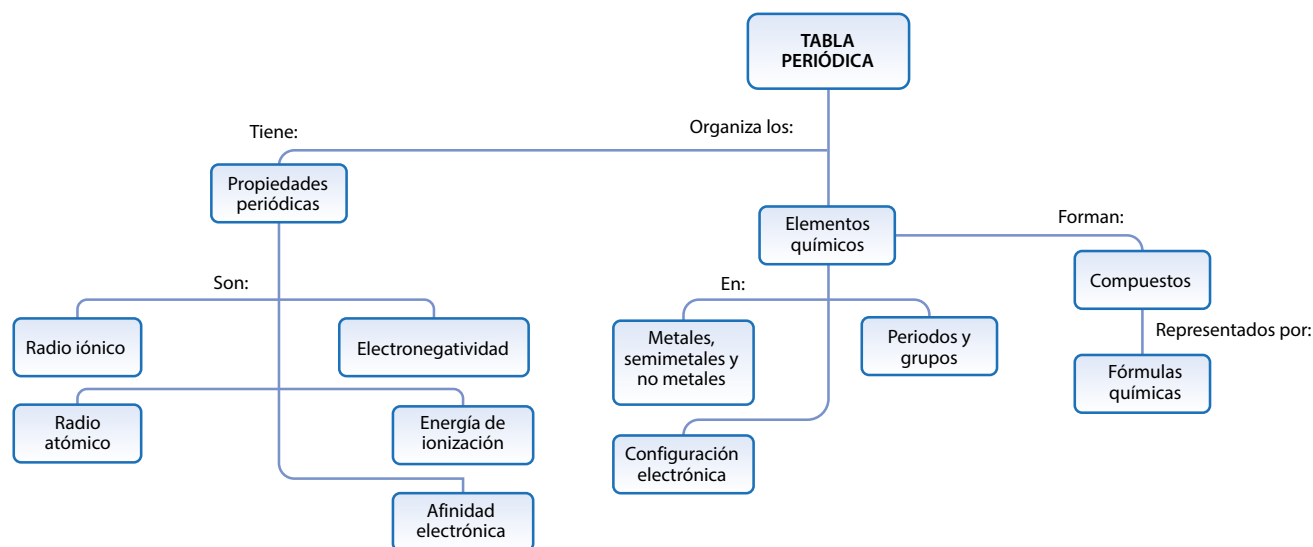 TABLA
PERIÓDICA
Tiene:
Organiza los:
Propiedades
periódicas
Elementos
químicos
Forman:
Son:
En:
Compuestos
Radio iónico
Electronegatividad
Metales,
semimetales y
no metales
Periodos y
grupos
Representados por:
Radio
atómico
Energía de
ionización
Fórmulas
químicas
Configuración
electrónica
Afinidad
electrónica